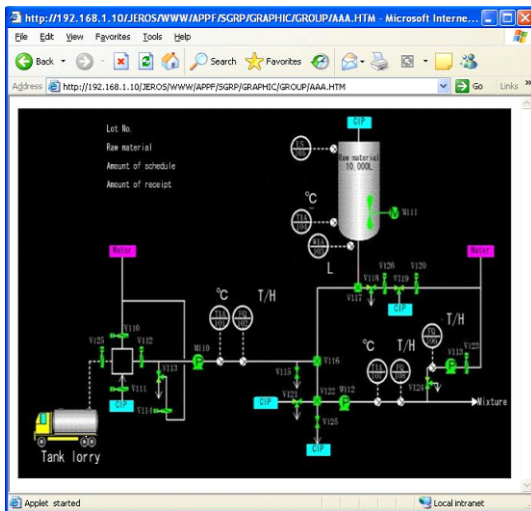 http://192.168.1.10/JEROS/WWW/APPF/SGRP/GRAPHIC/GROUP/AAA.HTM - Microsoft Interne...
File Edit View Favorites Tools Help
Back Search Favorites
Address http://192.168.1.10/JEROS/WWW/APPF/SGRP/GRAPHIC/GROUP/AAA.HTM Go Links »
CIP
Lot No.
Raw material
Amount of schedule
Amount of receipt
Raw material
10,000L
°C
M111
L
Water
Water
V126 V120
V118 V119
V117
CIP
°C T/H
T/H
V110
V125 V112
M110
V113
V116
°C T/H
V123
V111
V115
CIP
V114
V121 V122 M112
CIP
Mixture
CIP
Tank lorry
Applet started Local intranet